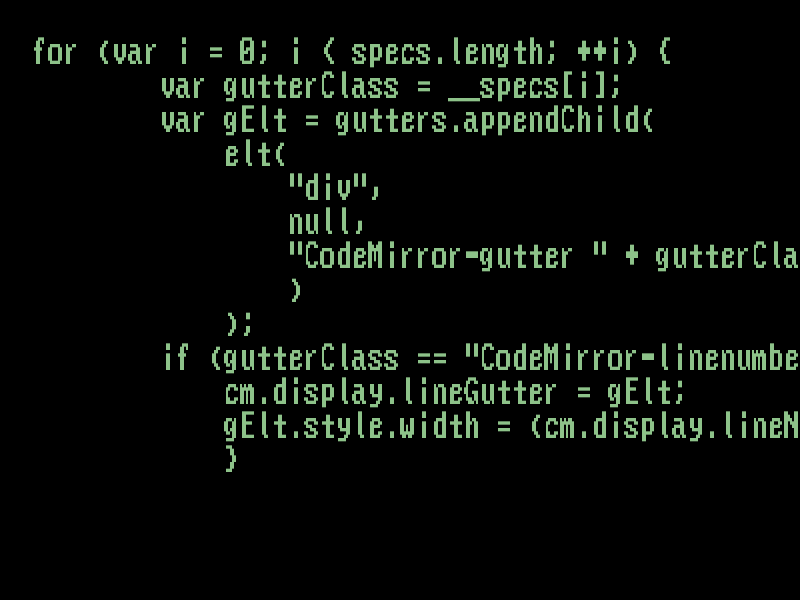 for (var i = 0; i < specs.length; ++i) {
var gutterClass = __specs[i];
var gElt = gutters.appendChild(
elt(
"div",
null,
"CodeMirror-gutter " + gutterCla
)
);
if (gutterClass == "CodeMirror-linenumbe
cm.display.lineGutter = gElt;
gElt.style.width = (cm.display.lineN
}